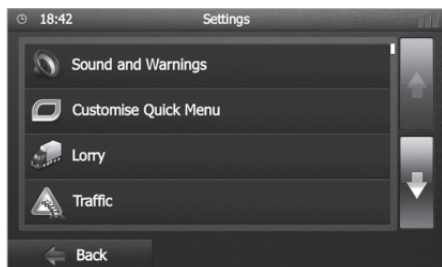 18:42 Settings
Sound and Warnings
Customise Quick Menu
Lorry
Traffic
Back